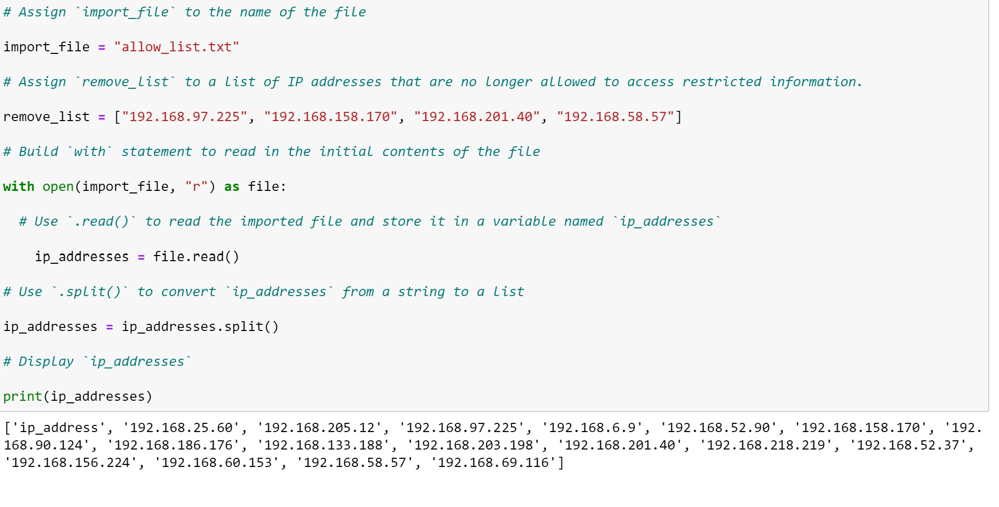 # Assign `import_file` to the name of the file
import_file = "allow_list.txt"
# Assign `remove_list` to a list of IP addresses that are no longer allowed to access restricted information.
remove_list = ["192.168.97.225", "192.168.158.170", "192.168.201.40", "192.168.58.57"]
# Build `with` statement to read in the initial contents of the file
with open(import_file, "r") as file:
  # Use `.read()` to read the imported file and store it in a variable named `ip_addresses`
    ip_addresses = file.read()
# Use `.split()` to convert `ip_addresses` from a string to a list
ip_addresses = ip_addresses.split()
# Display `ip_addresses`
print(ip_addresses)
['ip_address', '192.168.25.60', '192.168.205.12', '192.168.97.225', '192.168.6.9', '192.168.52.90', '192.168.158.170', '192.
168.90.124', '192.168.186.176', '192.168.133.188', '192.168.203.198', '192.168.201.40', '192.168.218.219', '192.168.52.37',
'192.168.156.224', '192.168.60.153', '192.168.58.57', '192.168.69.116']